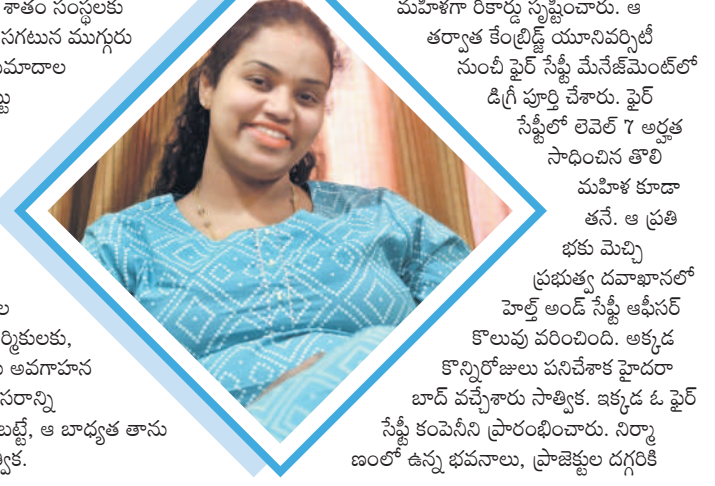 శాతం సంస్థలకు
సగటున ముగ్గురు
మాదాల
ర్మికులకు,
అవగాహన
సరాన్ని
బట్టే, ఆ బాధ్యత తాను
మహిళగా రికార్డు సృష్టించారు. ఆ
తర్వాత కేంబ్రిడ్జ్ యూనివర్సిటీ
నుంచీ ఫైర్ సేఫ్టీ మేనేజ్‌మెంట్‌లో
డిగ్రీ పూర్తి చేశారు. ఫైర్
సేఫ్టీలో లెవెల్ 7 అర్హత
సాధించిన తొలి
మహిళ కూడా
తనే. ఆ ప్రతి
భకు మెచ్చి
ప్రభుత్వ దవాఖానలో
హెల్త్ అండ్ సేఫ్టీ ఆఫీసర్
కొలువు వరించింది. అక్కడ
కొన్నిరోజులు పనిచేశాక హైదరా
బాద్ వచ్చేశారు సాత్విక. ఇక్కడ ఓ ఫైర్
సేఫ్టీ కంపెనీని ప్రారంభించారు. నిర్మా
ణంలో ఉన్న భవనాలు, ప్రాజెక్టుల దగ్గరికి